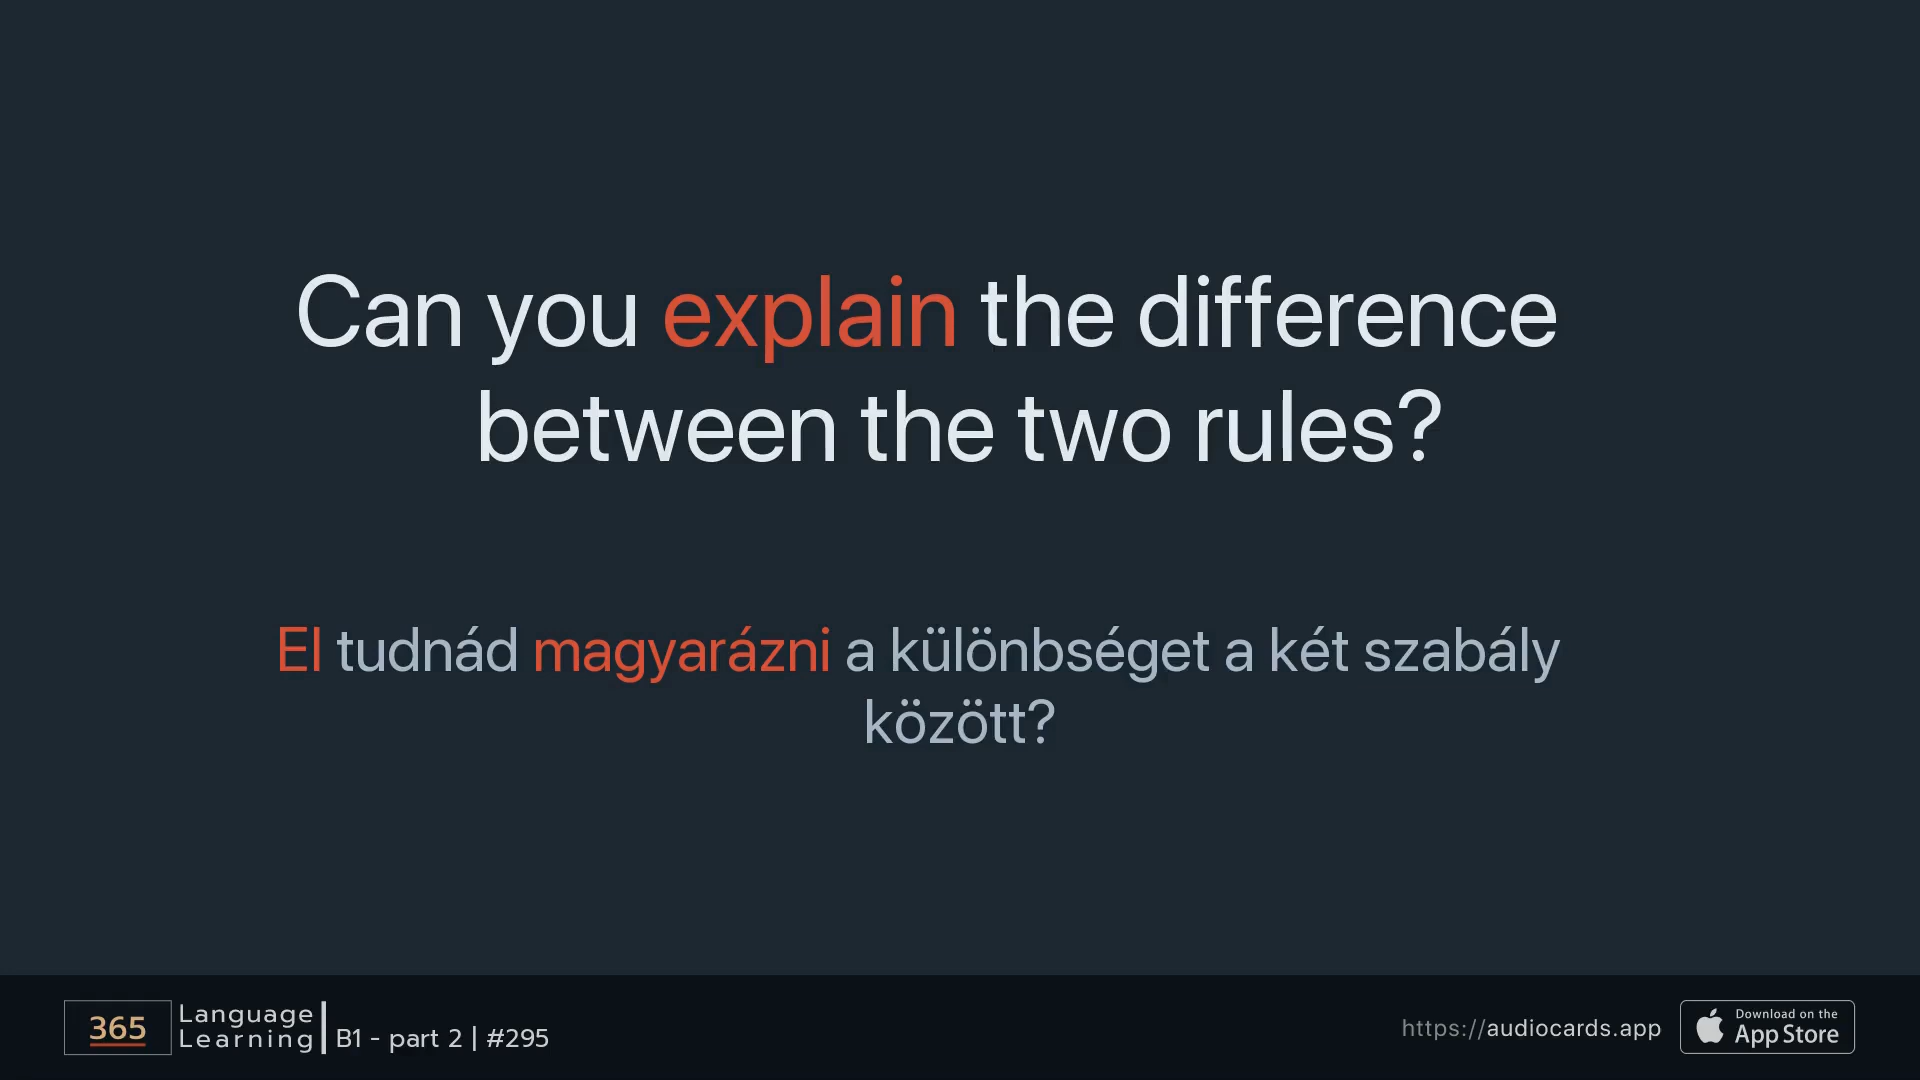 Can you explain the difference
between the two rules?
El tudnád magyarázni a különbséget a két szabály
között?
365 Language
Learning
B1 - part 2 | #295
https://audiocards.app
Download on the
App Store